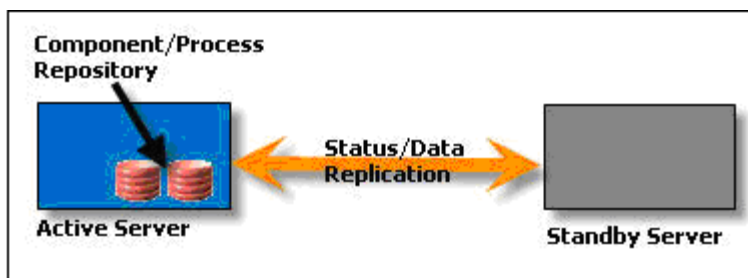 Component/Process
Repository
Status/Data
Replication
Active Server
Standby Server